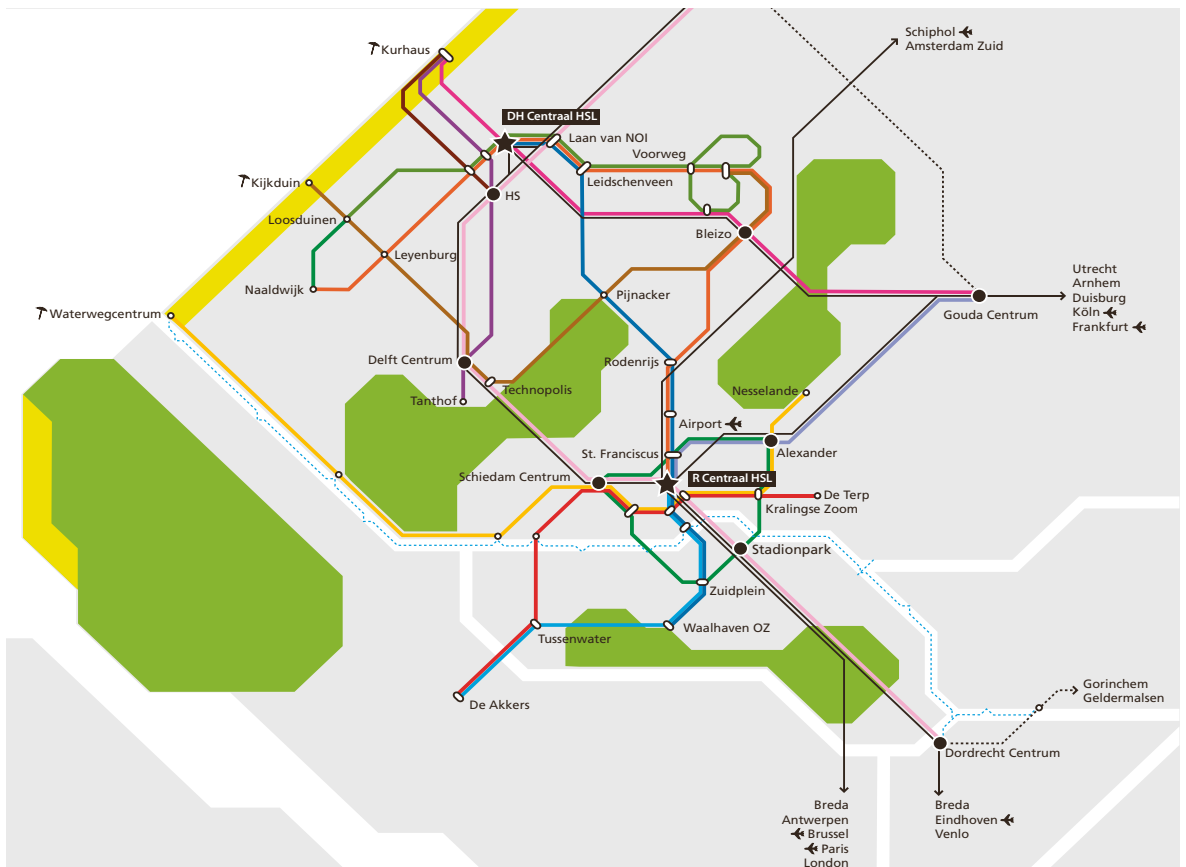 Schiphol
Amsterdam Zuid
Kurhaus
DH Centraal HSL
Laan van NOI
Voorweg
Leidschenveen
Kijkduin
HS
Loosduinen
Bleizo
Leyenburg
Naaldwijk
Pijnacker
Utrecht
Arnhem
Duisburg
Köln
Frankfurt
Gouda Centrum
Waterwegcentrum
Delft Centrum
Rodenrijs
Technopolis
Nesselande
Tanthof
Airport
St. Franciscus
Alexander
Schiedam Centrum
R Centraal HSL
De Terp
Kralingse Zoom
Stadionpark
Zuidplein
Tussenwater
Waalhaven OZ
De Akkers
Gorinchem
Geldermalsen
Dordrecht Centrum
Breda
Antwerpen
Brussel
Paris
London
Breda
Eindhoven
Venlo